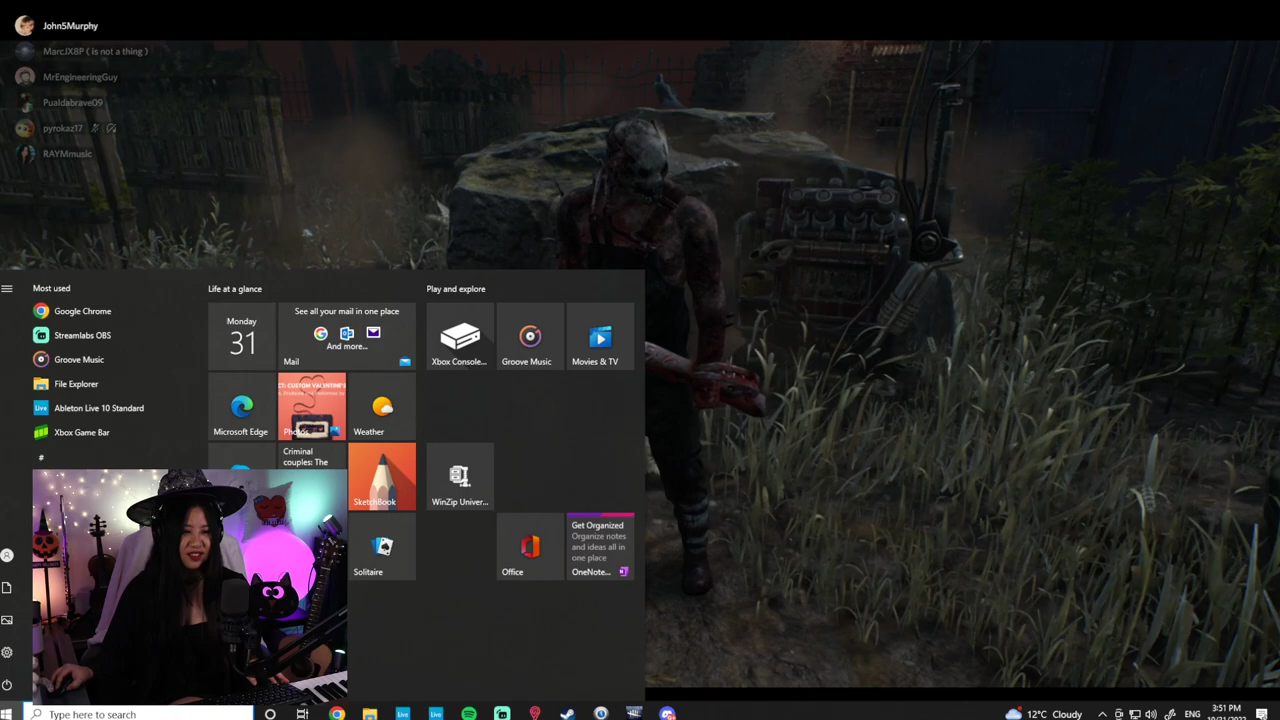 John5Murphy
MarcJX8P ( is not a thing )
MrEngineeringGuy
Pualdabrave09
pyrokaz17
RAYMmusic
Most used
Google Chrome
Streamlabs OBS
Groove Music
File Explorer
Ableton Live 10 Standard
Xbox Game Bar
#
Life at a glance
Monday
31
See all your mail in one place
And more...
Mail
Microsoft Edge
Photos
Weather
Criminal
couples: The
SketchBook
Solitaire
Play and explore
Xbox Console...
Groove Music
Movies & TV
WinZip Univer...
Office
Get Organized
Organize notes
and ideas all in
one place
OneNote...
Type here to search
Live
Live
12°C Cloudy
ENG
3:51 PM